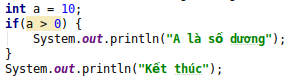 int a = 10;
if(a > 0) {
    System.out.println("A là số dương");
}
System.out.println("Kết thúc");